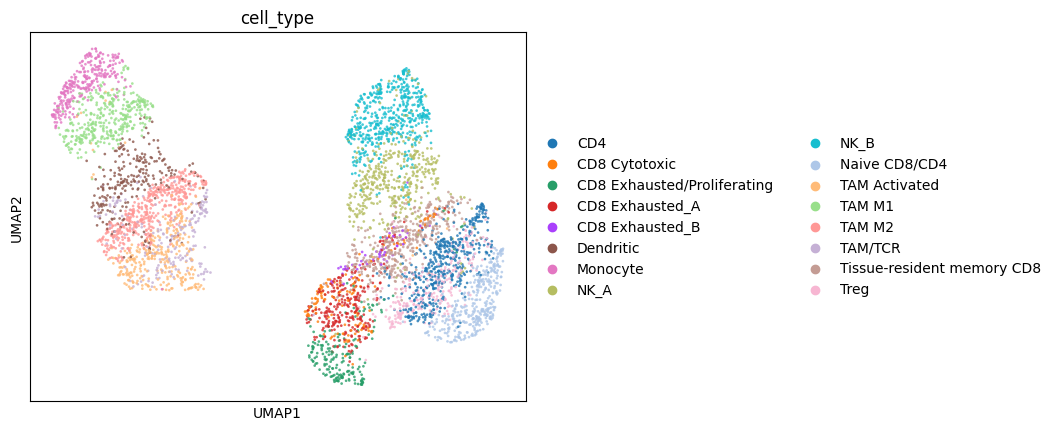 cell_type
UMAP2
UMAP1
CD4
CD8 Cytotoxic
CD8 Exhausted/Proliferating
CD8 Exhausted_A
CD8 Exhausted_B
Dendritic
Monocyte
NK_A
NK_B
Naive CD8/CD4
TAM Activated
TAM M1
TAM M2
TAM/TCR
Tissue-resident memory CD8
Treg